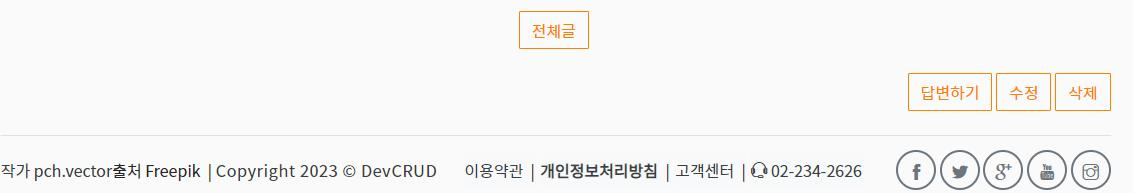 전체글
답변하기 수정 삭제
작가 pch.vector출처 Freepik | Copyright 2023 © DevCRUD 이용약관 | 개인정보처리방침 | 고객센터 | 02-234-2626